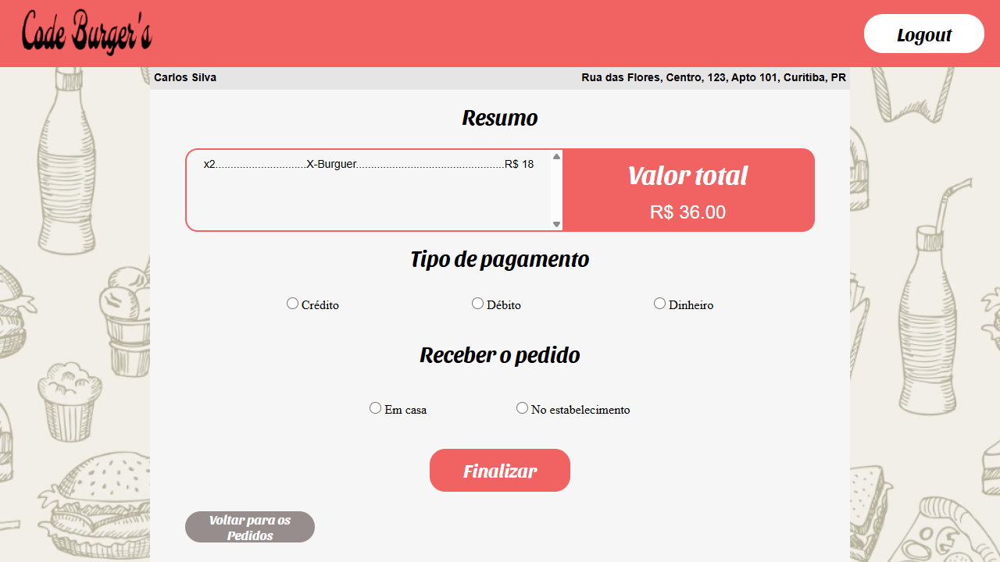 Code Burger's
Logout
Carlos Silva
Rua das Flores, Centro, 123, Apto 101, Curitiba, PR
Resumo
x2..............................X-Burguer.................................................R$ 18
Valor total
R$ 36.00
Tipo de pagamento
Crédito
Débito
Dinheiro
Receber o pedido
Em casa
No estabelecimento
Finalizar
Voltar para os
Pedidos